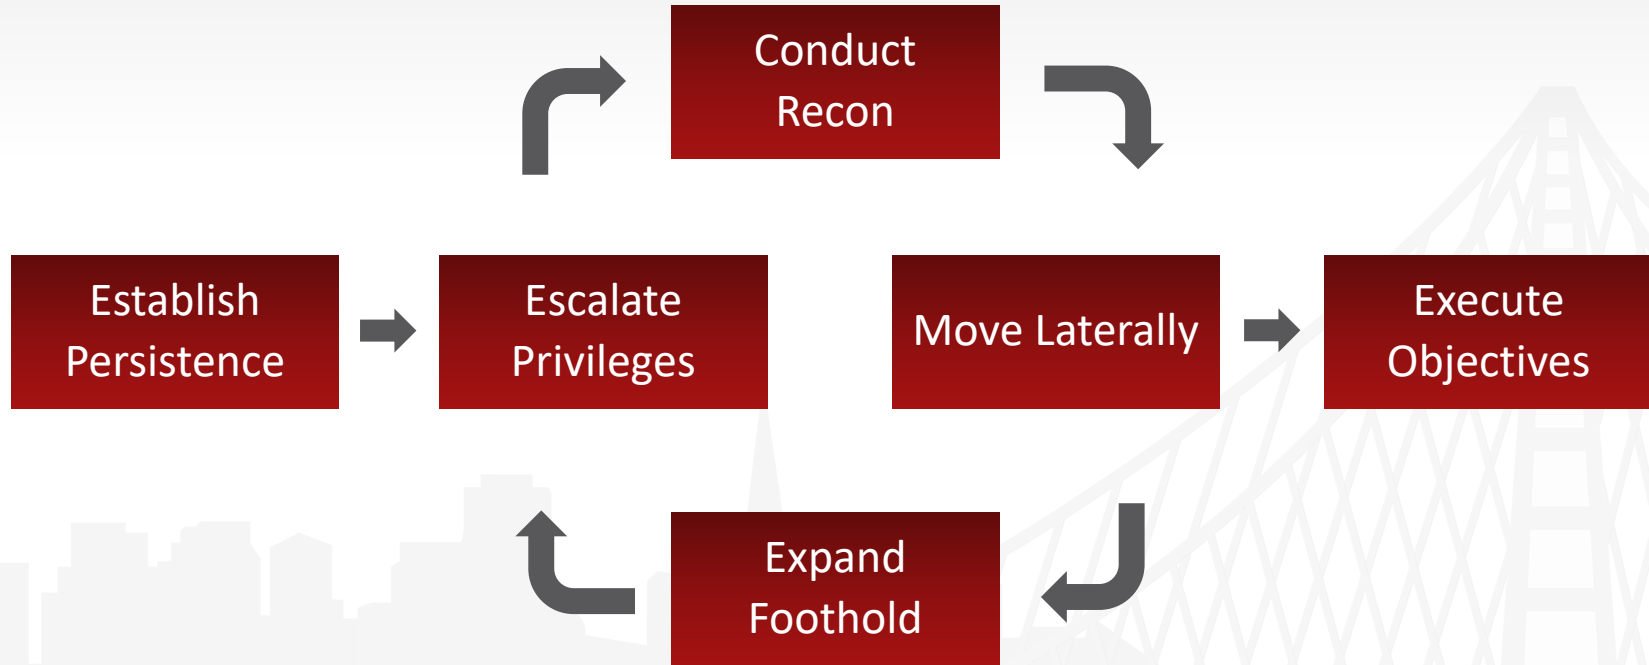 Conduct
Recon
Establish
Persistence
Escalate
Privileges
Move Laterally
Execute
Objectives
Expand
Foothold